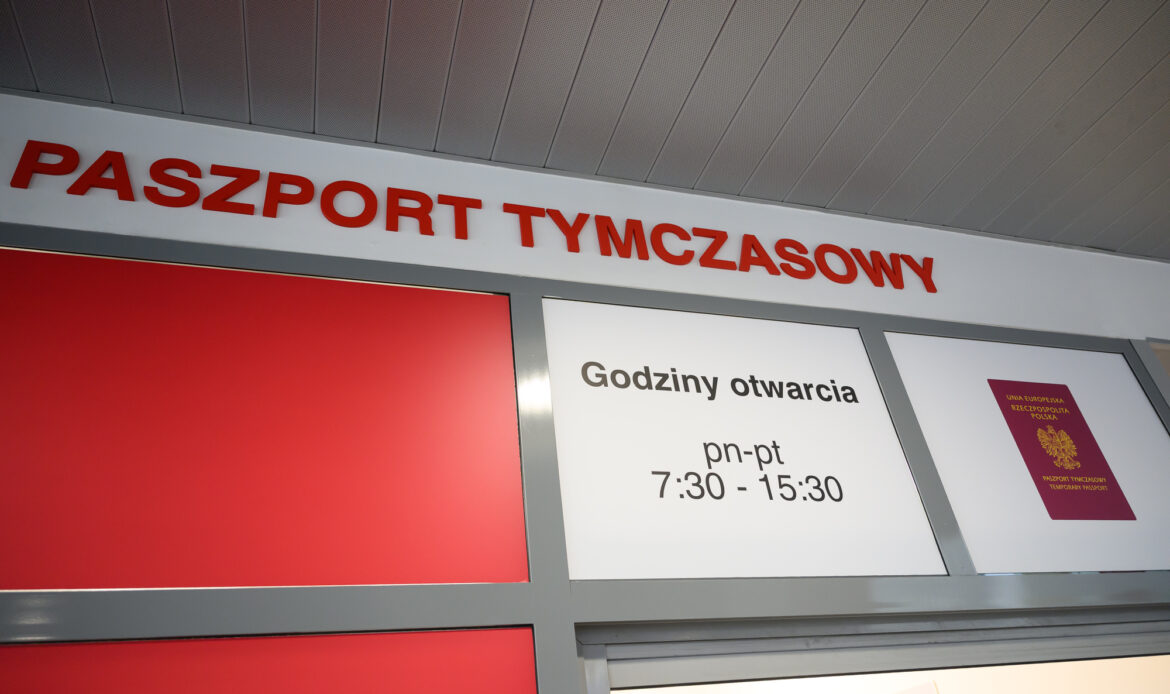 PASZPORT TYMCZASOWY
Godziny otwarcia
pn-pt
7:30 - 15:30
UNIA EUROPEJSKA
RZECZPOSPOLITA
POLSKA
PASZPORT TYMCZASOWY
TEMPORARY PASSPORT